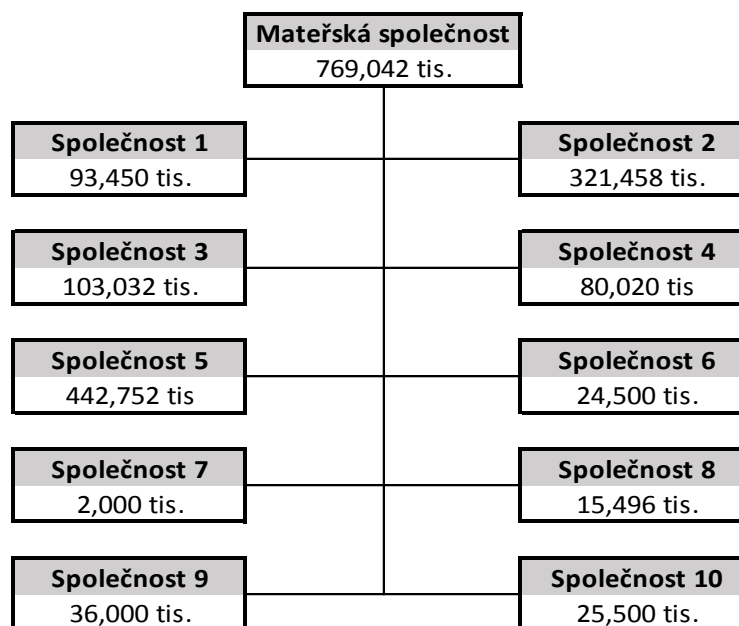 Mateřská společnost
769,042 tis.
Společnost 1
93,450 tis.
Společnost 2
321,458 tis.
Společnost 3
103,032 tis.
Společnost 4
80,020 tis
Společnost 5
442,752 tis
Společnost 6
24,500 tis.
Společnost 7
2,000 tis.
Společnost 8
15,496 tis.
Společnost 9
36,000 tis.
Společnost 10
25,500 tis.